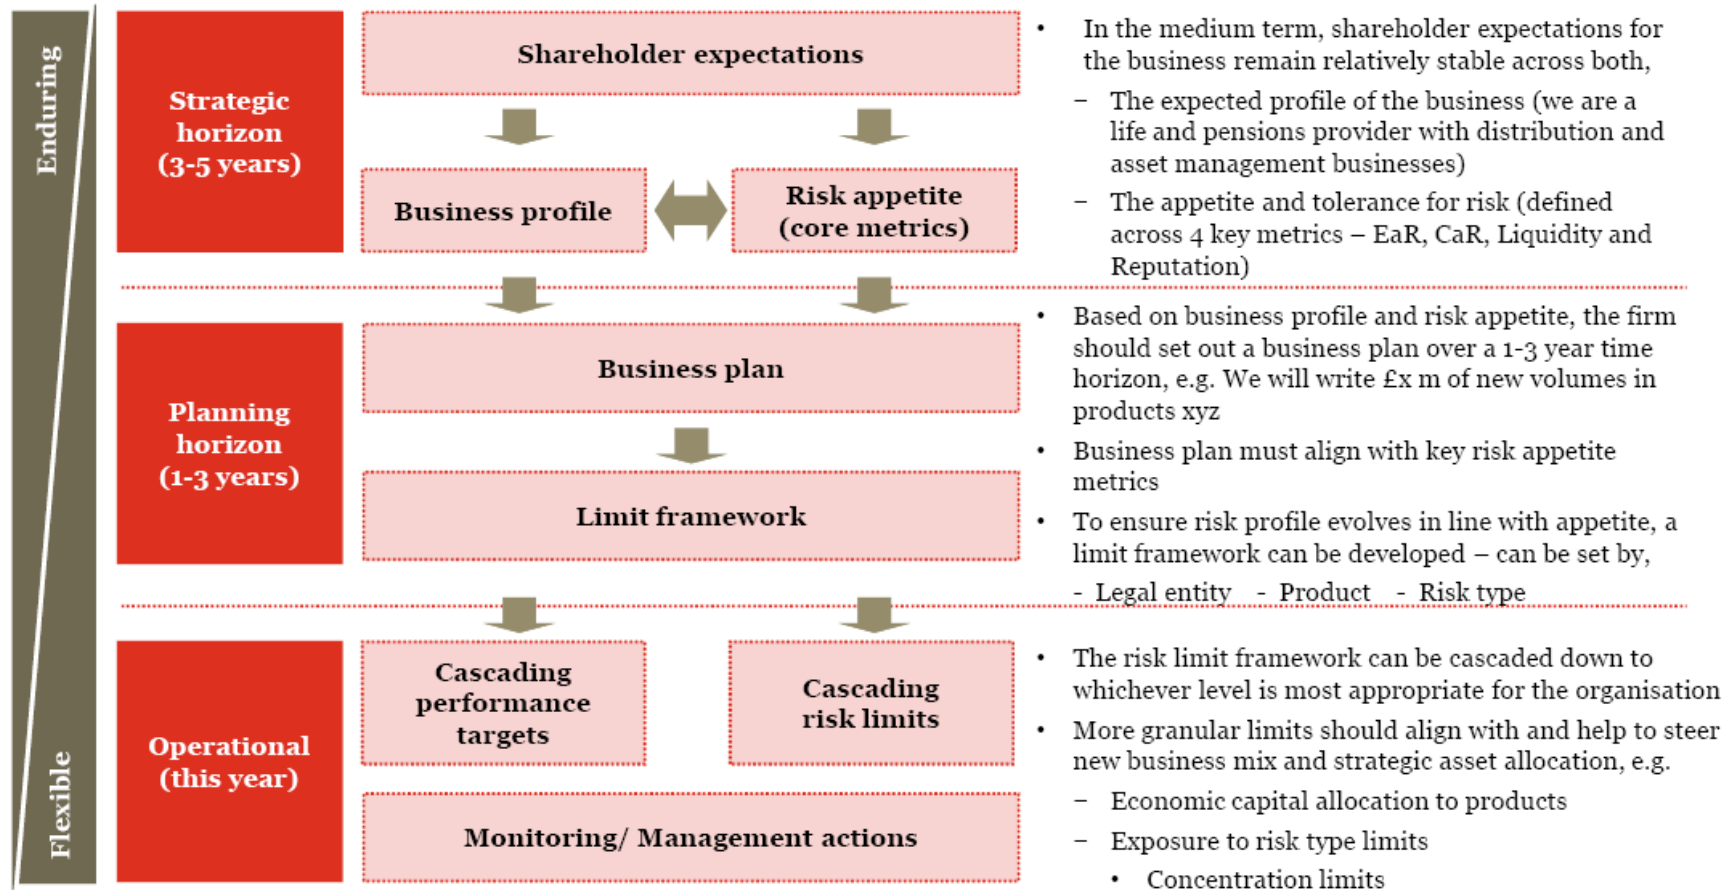 Enduring
Flexible
Strategic
horizon
(3-5 years)
Shareholder expectations
Business profile
Risk appetite
(core metrics)
• In the medium term, shareholder expectations for
the business remain relatively stable across both,
– The expected profile of the business (we are a
life and pensions provider with distribution and
asset management businesses)
– The appetite and tolerance for risk (defined
across 4 key metrics – EaR, CaR, Liquidity and
Reputation)
Planning
horizon
(1-3 years)
Business plan
Limit framework
• Based on business profile and risk appetite, the firm
should set out a business plan over a 1-3 year time
horizon, e.g. We will write £x m of new volumes in
products xyz
• Business plan must align with key risk appetite
metrics
• To ensure risk profile evolves in line with appetite, a
limit framework can be developed – can be set by,
- Legal entity - Product - Risk type
Operational
(this year)
Cascading
performance
targets
Cascading
risk limits
Monitoring/ Management actions
• The risk limit framework can be cascaded down to
whichever level is most appropriate for the organisation
• More granular limits should align with and help to steer
new business mix and strategic asset allocation, e.g.
– Economic capital allocation to products
– Exposure to risk type limits
• Concentration limits